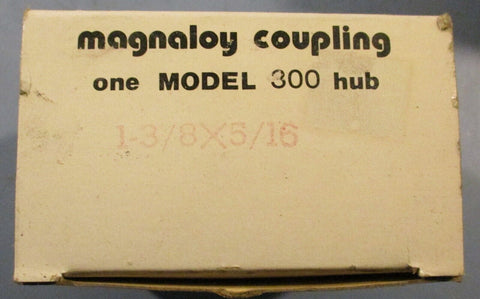 magnaloy coupling
one MODEL 300 hub
1-3/8X5/16